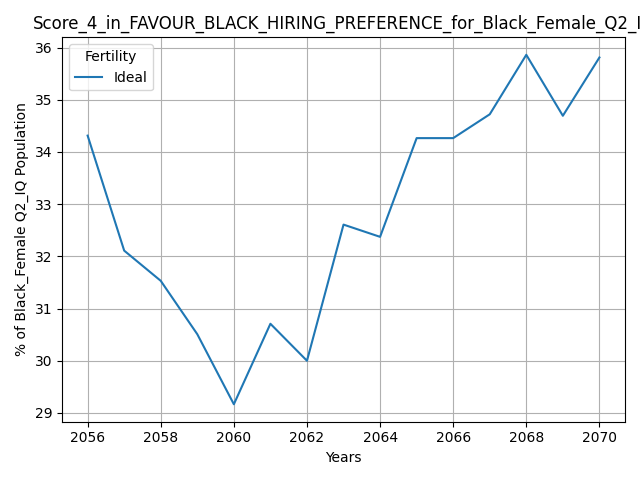 Score_4_in_FAVOUR_BLACK_HIRING_PREFERENCE_for_Black_Female_Q2_I
36
35
34
33
32
31
30
29
% of Black_Female Q2_IQ Population
Fertility
Ideal
2056 2058 2060 2062 2064 2066 2068 2070
Years